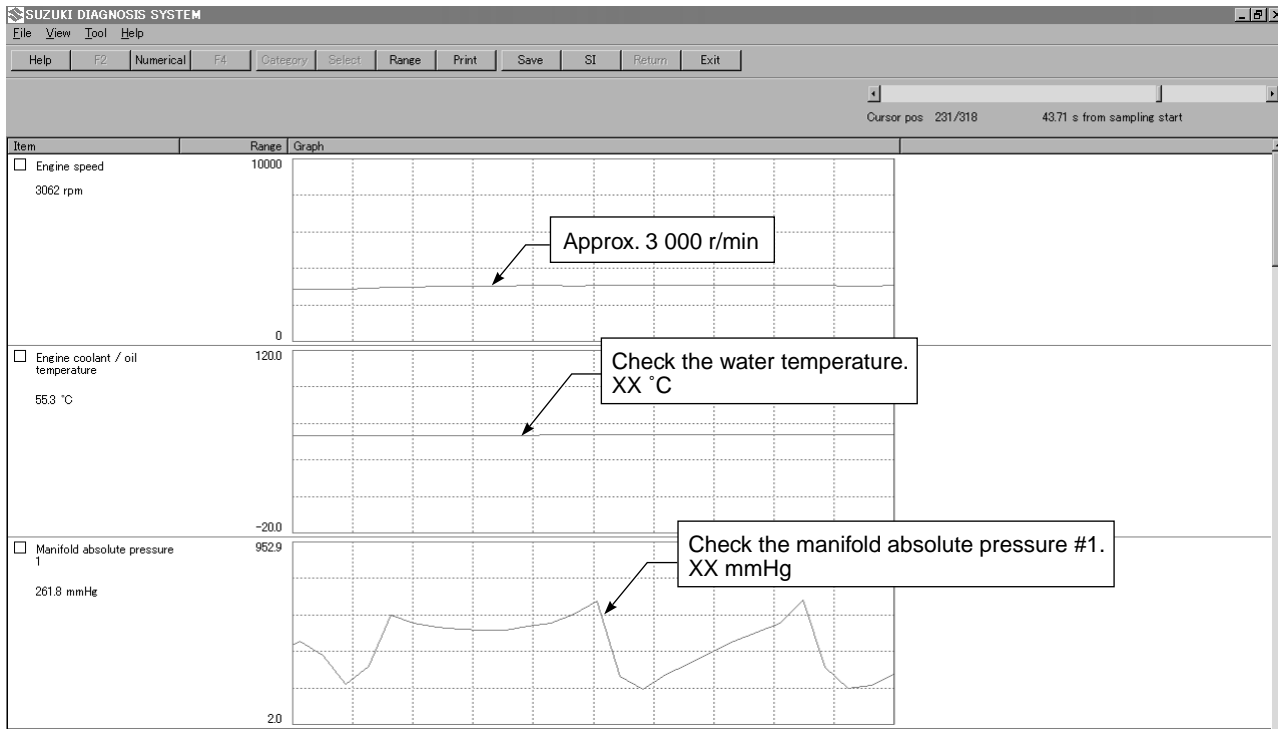 SUZUKI DIAGNOSIS SYSTEM
File View Tool Help
Help F2 Numerical F4 Category Select Range Print Save SI Return Exit
Cursor pos 231/318 43.71 s from sampling start
Item Range Graph
Engine speed 10000
3062 rpm
Approx. 3 000 r/min
0
Engine coolant / oil 120.0
temperature
Check the water temperature.
XX ˚C
55.3 °C
-20.0
Manifold absolute pressure 952.9
1
Check the manifold absolute pressure #1.
XX mmHg
261.8 mmHg
2.0